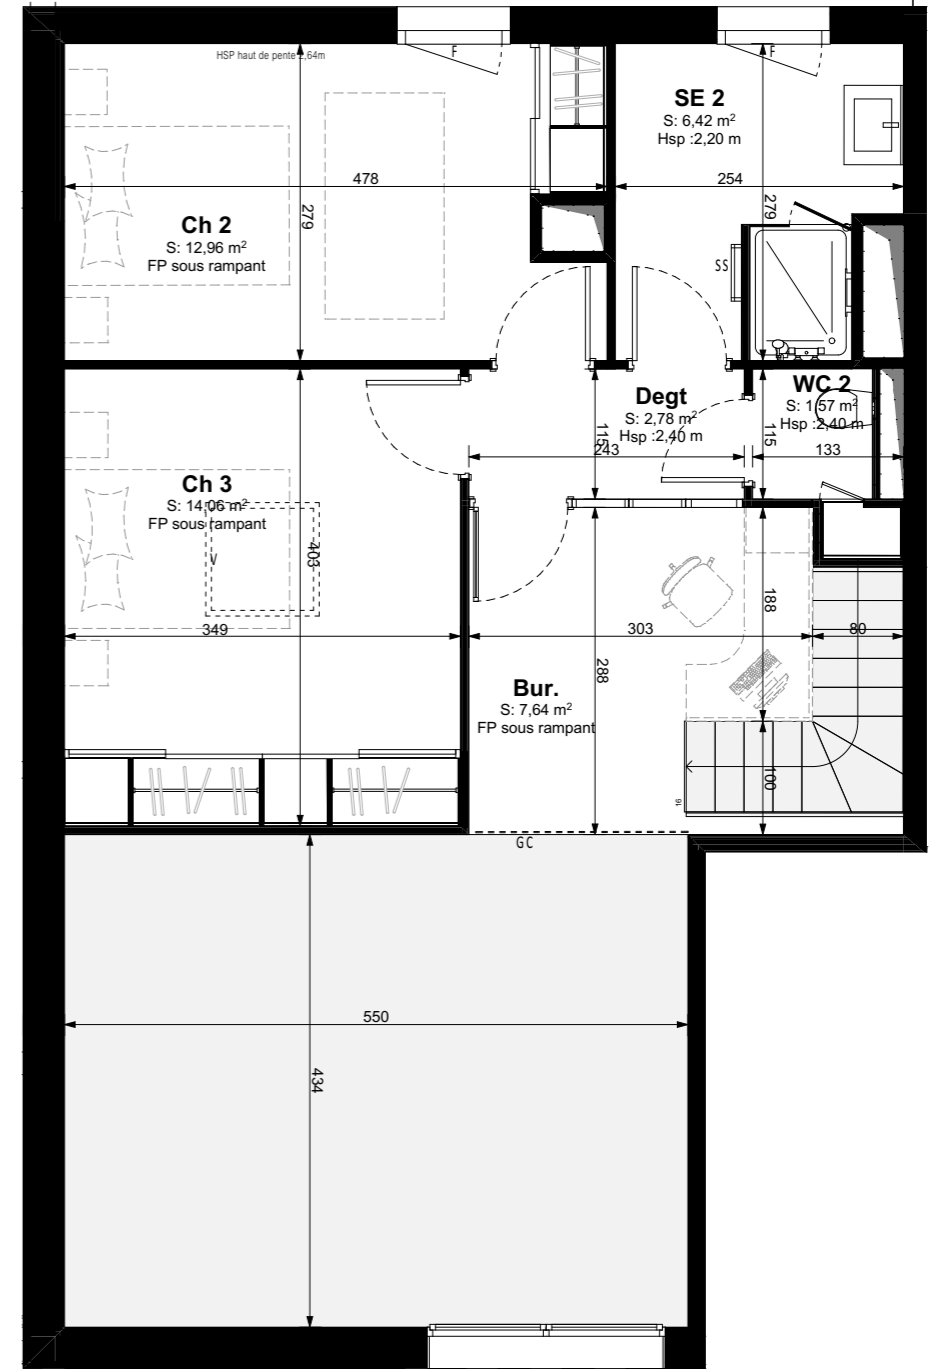 F
F
HSP haut de pente 2,64m
SE 2
S: 6,42 m²
Hsp :2,20 m
478
254
279
279
Ch 2
S: 12,96 m²
FP sous rampant
SS
Degt
S: 2,78 m²
Hsp :2,40 m
WC 2
S: 1,57 m²
Hsp :2,40 m
115
115
243
133
Ch 3
S: 14,06 m²
FP sous rampant
V
403
349
188
303
80
288
Bur.
S: 7,64 m²
FP sous rampant
100
16
GC
550
434